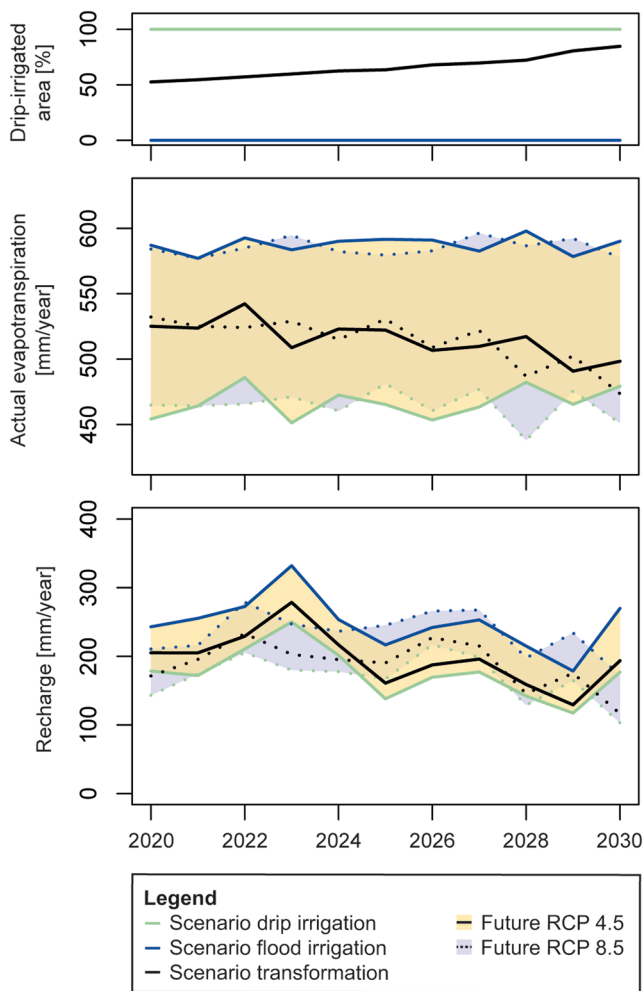 Drip-irrigated
area [%]
100
50
0
Actual evapotranspiration
[mm/year]
600
550
500
450
Recharge [mm/year]
400
300
200
100
0
2020 2022 2024 2026 2028 2030
Legend
Scenario drip irrigation
Scenario flood irrigation
Scenario transformation
Future RCP 4.5
Future RCP 8.5